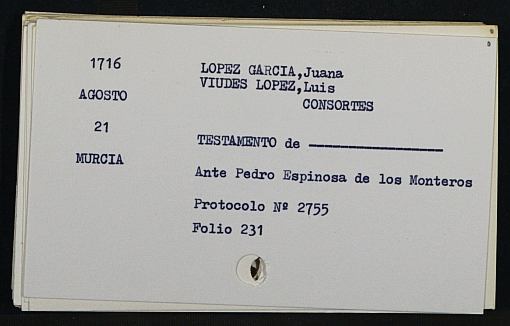 1716
AGOSTO
21
MURCIA
LOPEZ GARCIA,Juana
VIUDES LOPEZ,Luis
CONSORTES
TESTAMENTO de -----------------
Ante Pedro Espinosa de los Monteros
Protocolo Nº 2755
Folio 231